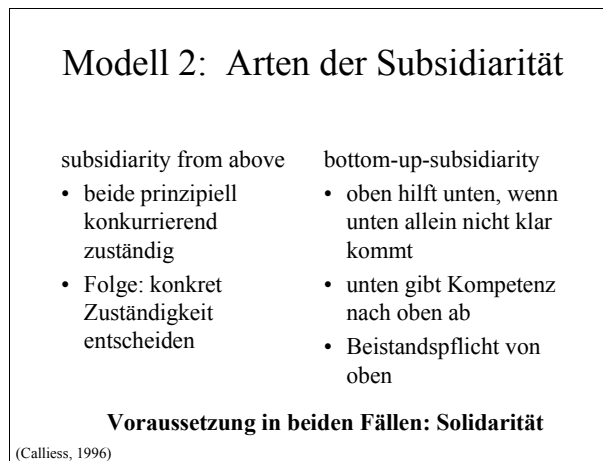 Modell 2: Arten der Subsidiarität
subsidiarity from above
• beide prinzipiell
konkurrierend
zuständig
• Folge: konkret
Zuständigkeit
entscheiden
bottom-up-subsidiarity
• oben hilft unten, wenn
unten allein nicht klar
kommt
• unten gibt Kompetenz
nach oben ab
• Beistandspflicht von
oben
Voraussetzung in beiden Fällen: Solidarität
(Calliess, 1996)